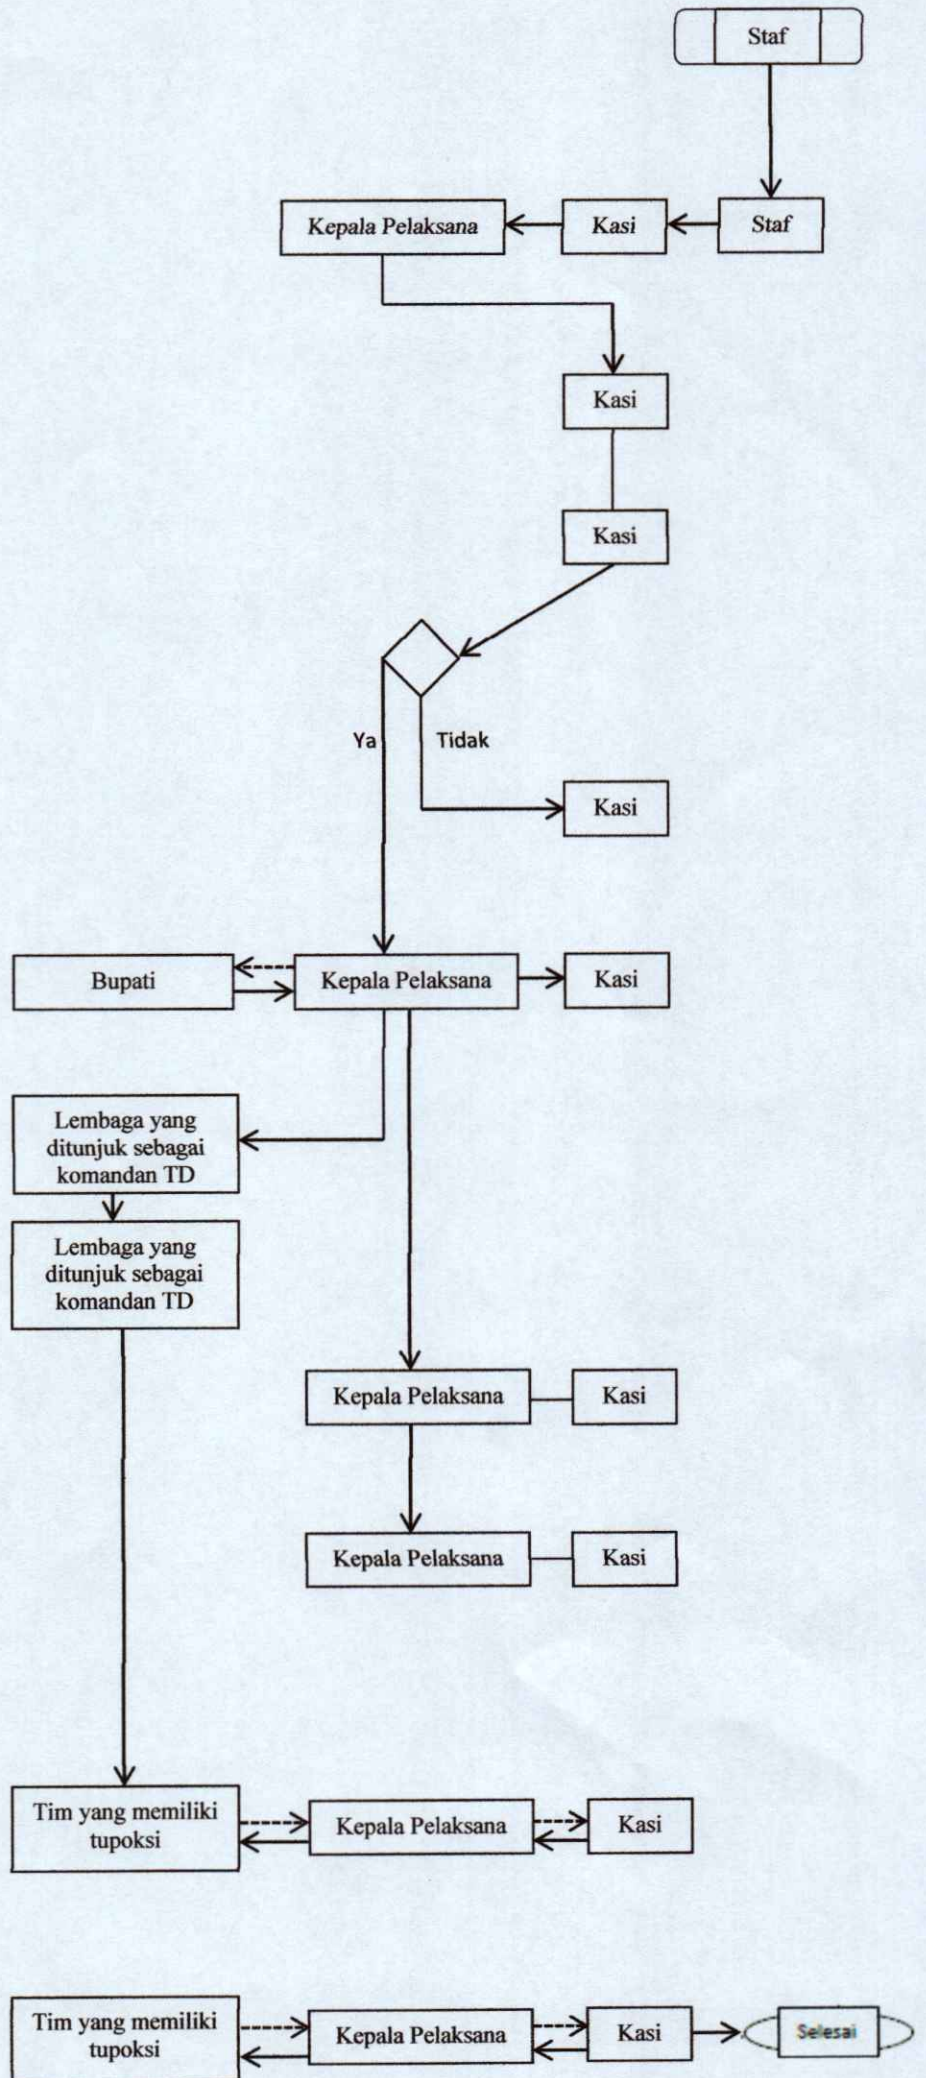 Staf
Kepala Pelaksana
Kasi
Staf
Kasi
Kasi
Ya
Tidak
Kasi
Bupati
Kepala Pelaksana
Kasi
Lembaga yang
ditunjuk sebagai
komandan TD
Lembaga yang
ditunjuk sebagai
komandan TD
Kepala Pelaksana
Kasi
Kepala Pelaksana
Kasi
Tim yang memiliki
tupoksi
Kepala Pelaksana
Kasi
Tim yang memiliki
tupoksi
Kepala Pelaksana
Kasi
Selesai